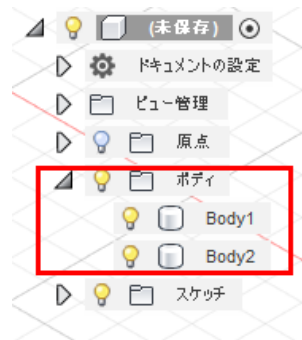 (未保存)
ドキュメントの設定
ビュー管理
原点
ボディ
Body1
Body2
スケッチ